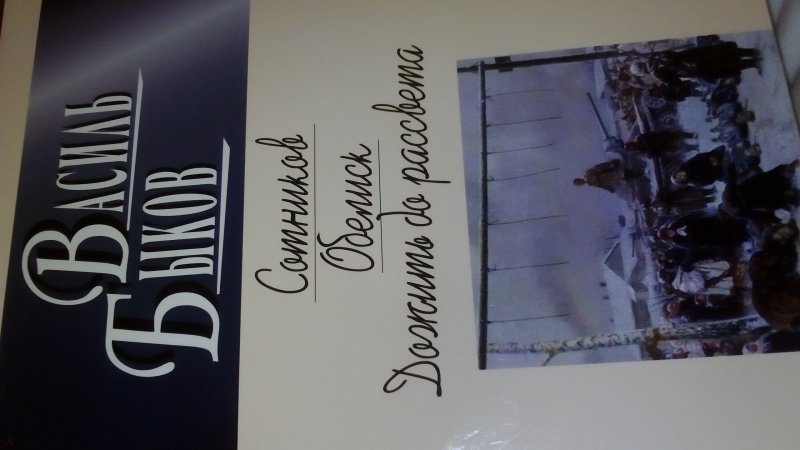 Василь
Быков
Сотников
Обелиск
Дожить до рассвета